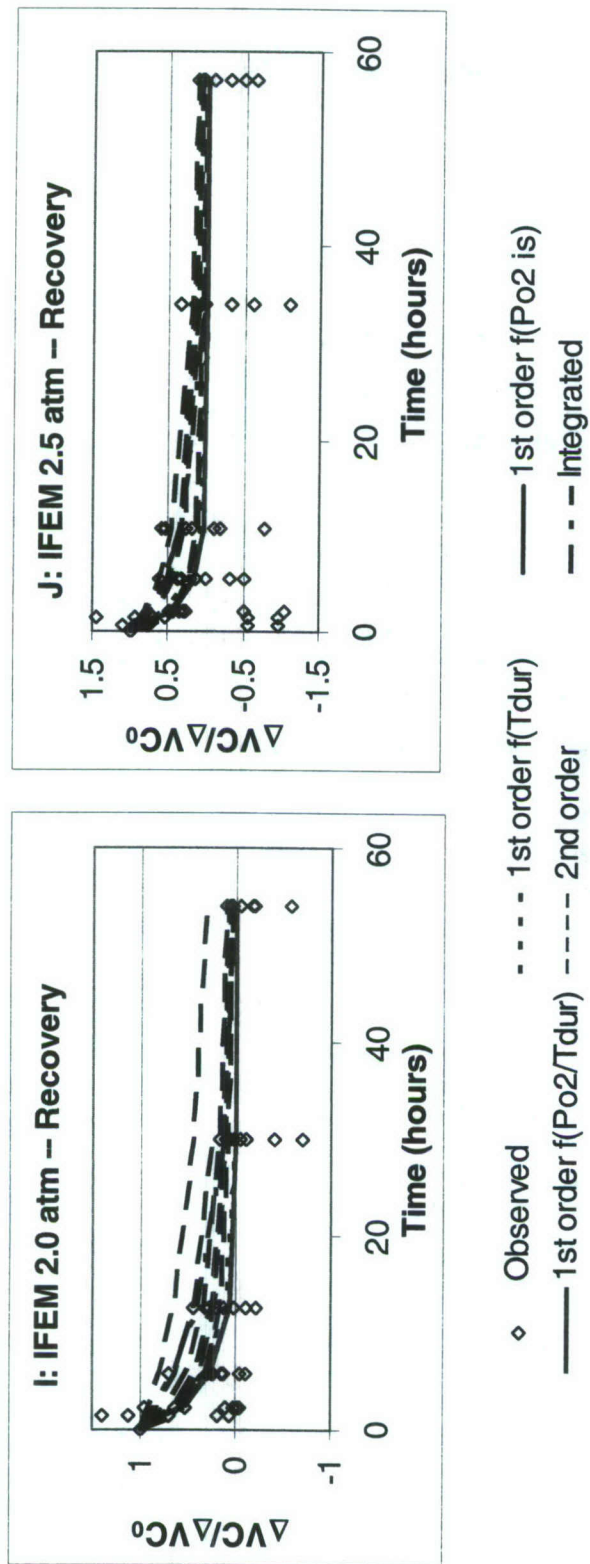 I: IFEM 2.0 atm -- Recovery
ΔVC/ΔVC₀
1
0
-1
0
20
40
60
Time (hours)
J: IFEM 2.5 atm -- Recovery
ΔVC/ΔVC₀
1.5
0.5
-0.5
-1.5
0
20
40
60
Time (hours)
Observed
1st order f(Tdur)
1st order f(Po2 is)
1st order f(Po2/Tdur)
2nd order
Integrated